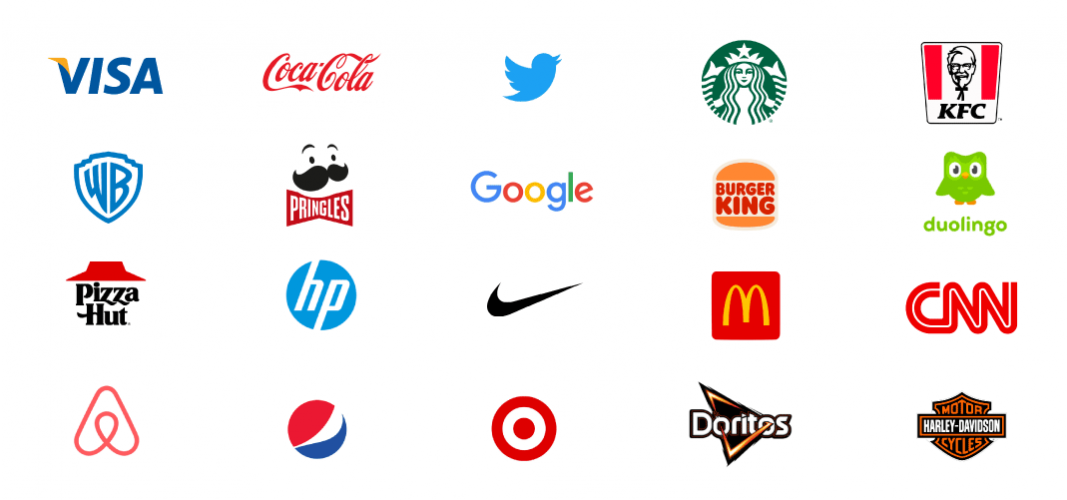 VISA
Coca-Cola
KFC
WB
PRINGLES
Google
BURGER
KING
duolingo
Pizza
Hut
hp
M
CNN
Doritos
MOTOR
HARLEY-DAVIDSON
CYCLES